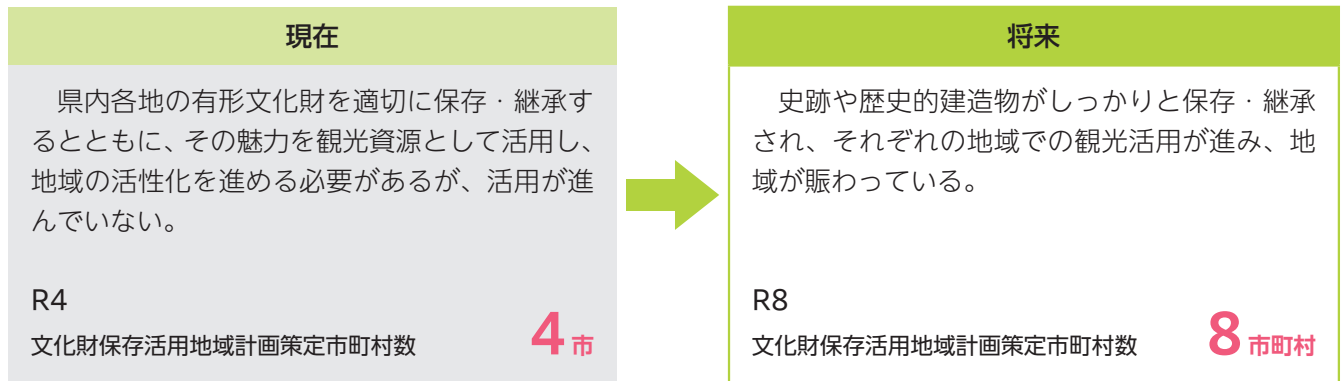 現在
県内各地の有形文化財を適切に保存・継承す
るとともに、その魅力を観光資源として活用し、
地域の活性化を進める必要があるが、活用が進
んでいない。
R4
文化財保存活用地域計画策定市町村数 4市
将来
史跡や歴史的建造物がしっかりと保存・継承
され、それぞれの地域での観光活用が進み、地
域が賑わっている。
R8
文化財保存活用地域計画策定市町村数 8市町村